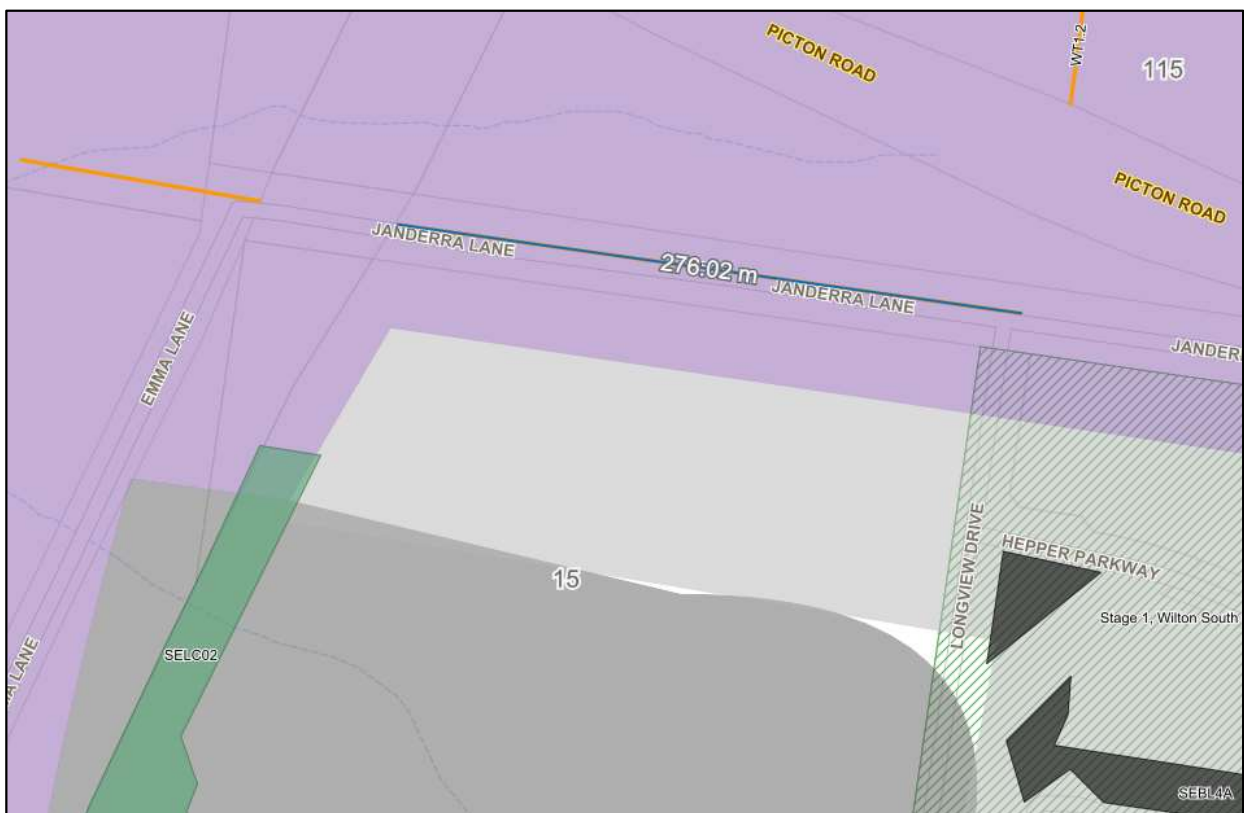 PICTON ROAD
WT1.2
115
PICTON ROAD
JANDERRA LANE
276.02 m
JANDERRA LANE
JANDER
EMMA LANE
LONGVIEW DRIVE
HEPPER PARKWAY
15
Stage 1, Wilton South
SELC02
A LANE
SEBL4A